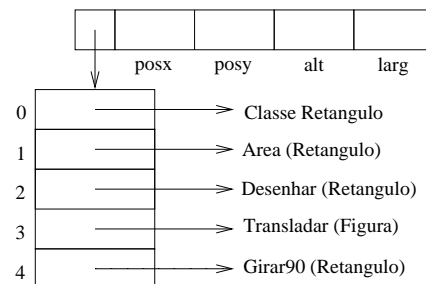 posx posy alt larg
0 Classe Retangulo
1 Area (Retangulo)
2 Desenhar (Retangulo)
3 Transladar (Figura)
4 Girar90 (Retangulo)